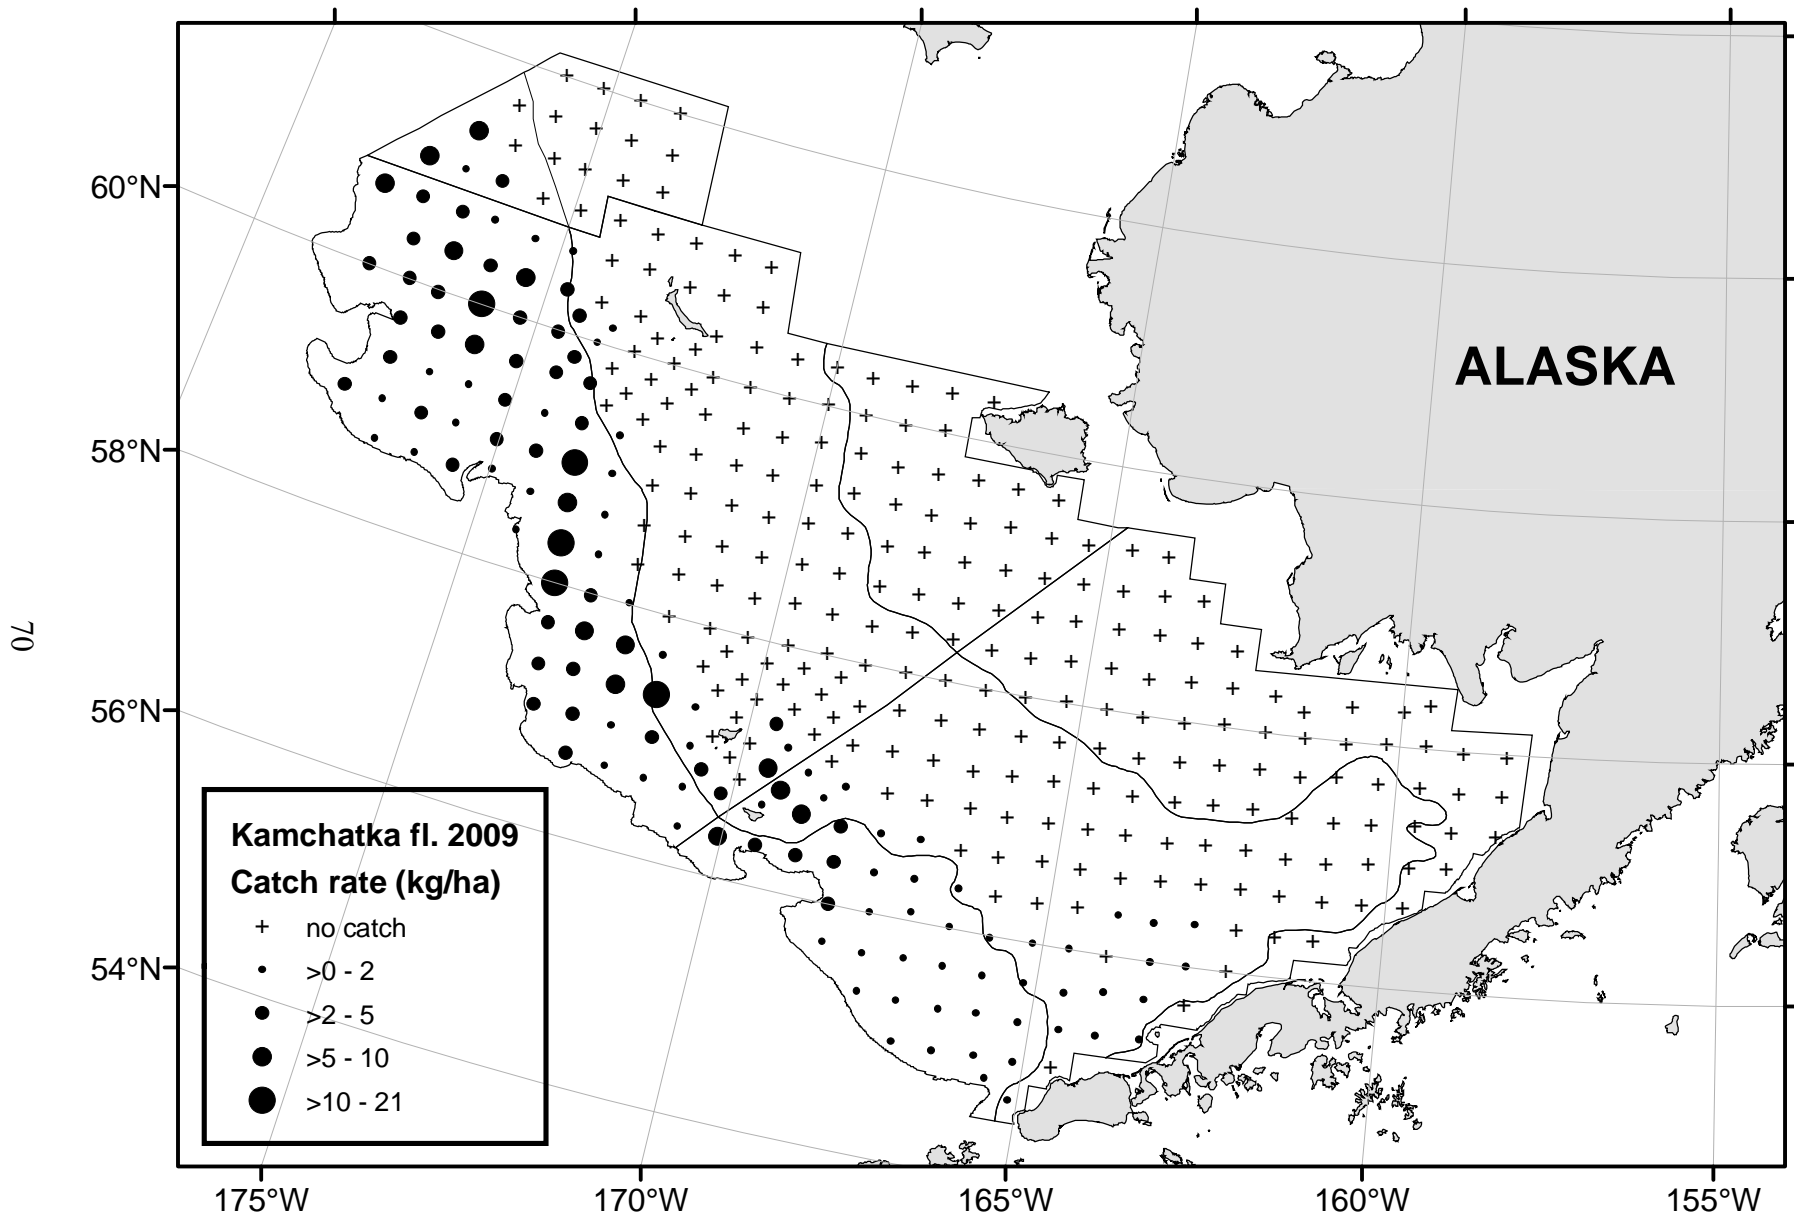 ALASKA
60°N
58°N
56°N
54°N
70
Kamchatka fl. 2009
Catch rate (kg/ha)
no catch
>0 - 2
>2 - 5
>5 - 10
>10 - 21
175°W 170°W 165°W 160°W 155°W